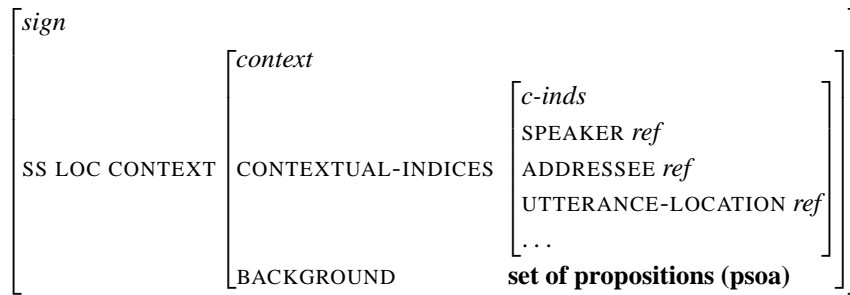 sign
context
c-inds
SPEAKER ref
SS LOC CONTEXT CONTEXTUAL-INDICES ADDRESSEE ref
UTTERANCE-LOCATION ref
...
BACKGROUND set of propositions (psoa)